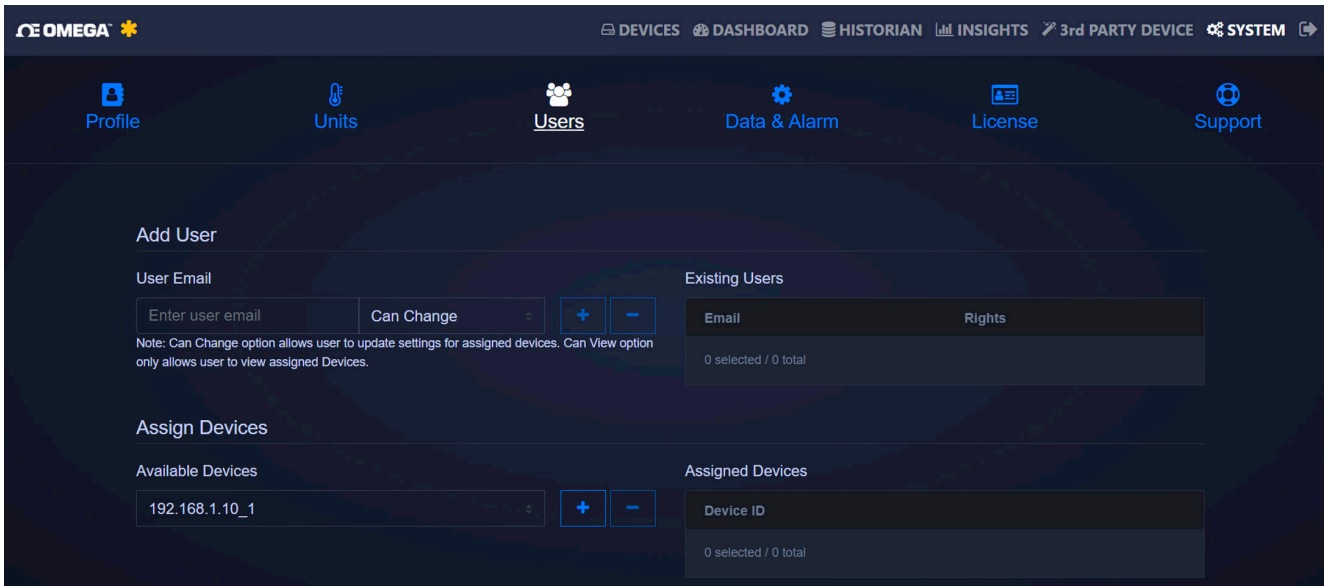 OMEGA™
DEVICES DASHBOARD HISTORIAN INSIGHTS 3rd PARTY DEVICE SYSTEM
Profile Units Users Data & Alarm License Support
Add User
User Email
Enter user email Can Change + −
Note: Can Change option allows user to update settings for assigned devices. Can View option
only allows user to view assigned Devices.
Existing Users
Email Rights
0 selected / 0 total
Assign Devices
Available Devices
192.168.1.10_1 + −
Assigned Devices
Device ID
0 selected / 0 total